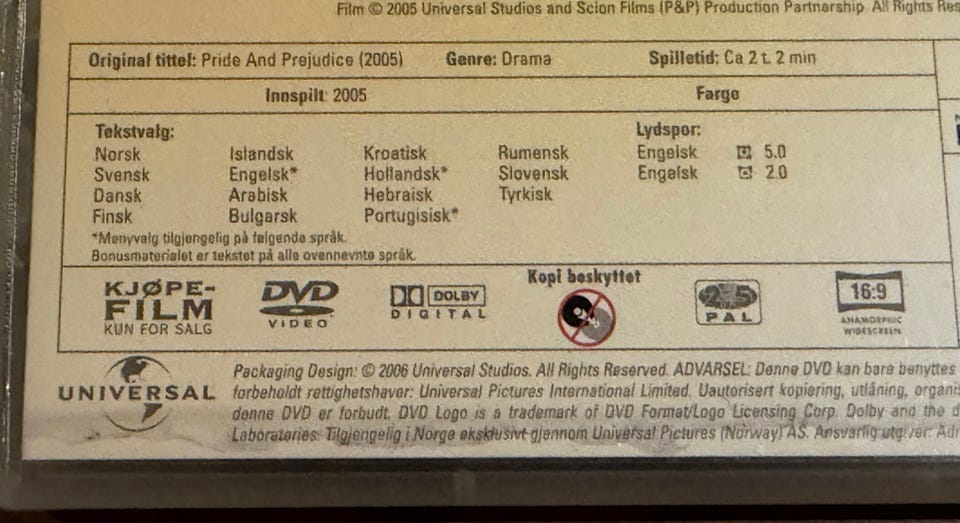 Film © 2005 Universal Studios and Scion Films (P&P) Production Partnership. All Rights Res
Original tittel: Pride And Prejudice (2005) Genre: Drama Spilletid: Ca 2 t. 2 min
Innspilt: 2005 Farge
Tekstvalg: Lydspor:
Norsk Islandsk Kroatisk Rumensk Engelsk 5.0
Svensk Engelsk* Hollandsk* Slovensk Engelsk 2.0
Dansk Arabisk Hebraisk Tyrkisk
Finsk Bulgarsk Portugisisk*
*Menyvalg tilgjengelig på følgende språk.
Bonusmaterialet er tekstet på alle ovennevnte språk.
KJØPE-
FILM
KUN FOR SALG
DVD
VIDEO
DOLBY
DIGITAL
Kopi beskyttet
2 5
PAL
16:9
ANAMORPHIC
WIDESCREEN
UNIVERSAL
Packaging Design: © 2006 Universal Studios. All Rights Reserved. ADVARSEL: Denne DVD kan bare benyttes
forbeholdt rettighetshaver: Universal Pictures International Limited. Uautorisert kopiering, utlåning, organis
denne DVD er forbudt. DVD Logo is a trademark of DVD Format/Logo Licensing Corp. Dolby and the d
Laboratories. Tilgjengelig i Norge eksklusivt gjennom Universal Pictures (Norway) AS. Ansvarlig utgiver: Adr